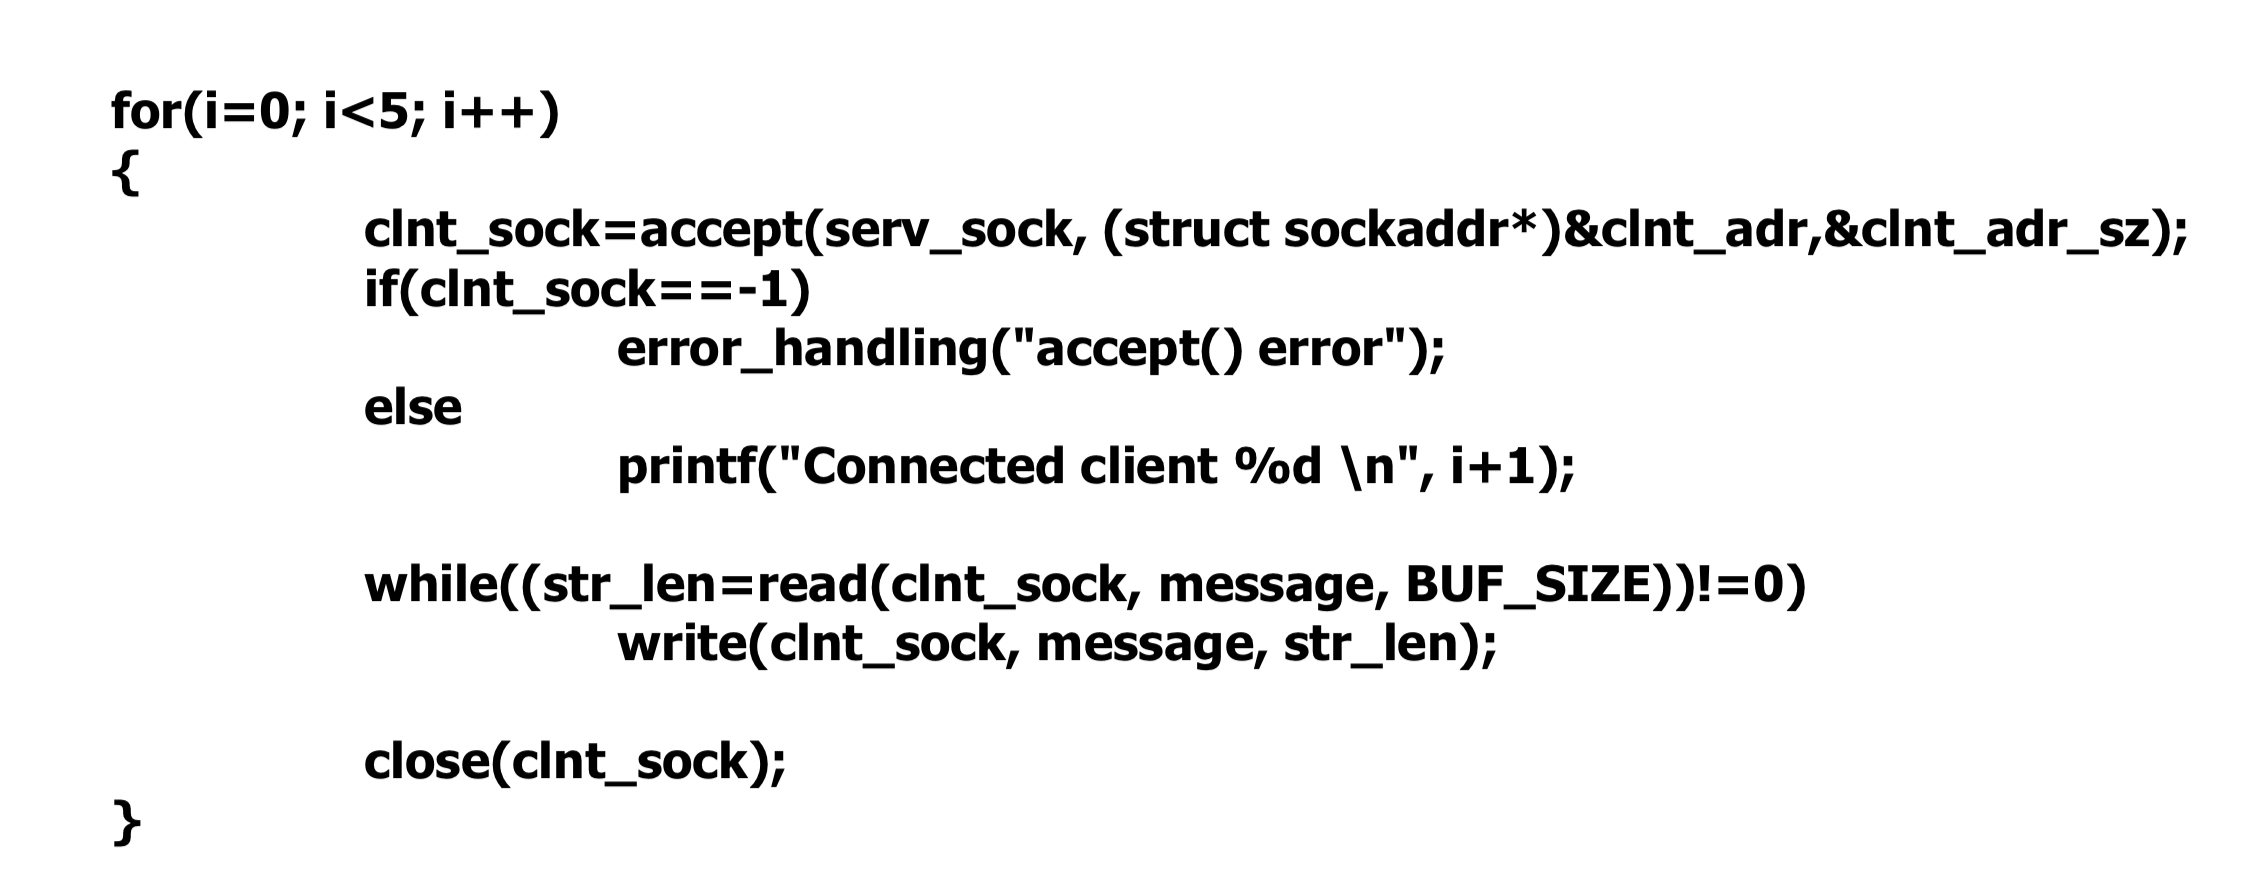 for(i=0; i<5; i++)
{
clnt_sock=accept(serv_sock, (struct sockaddr*)&clnt_adr,&clnt_adr_sz);
if(clnt_sock==-1)
error_handling("accept() error");
else
printf("Connected client %d \n", i+1);
while((str_len=read(clnt_sock, message, BUF_SIZE))!=0)
write(clnt_sock, message, str_len);
close(clnt_sock);
}